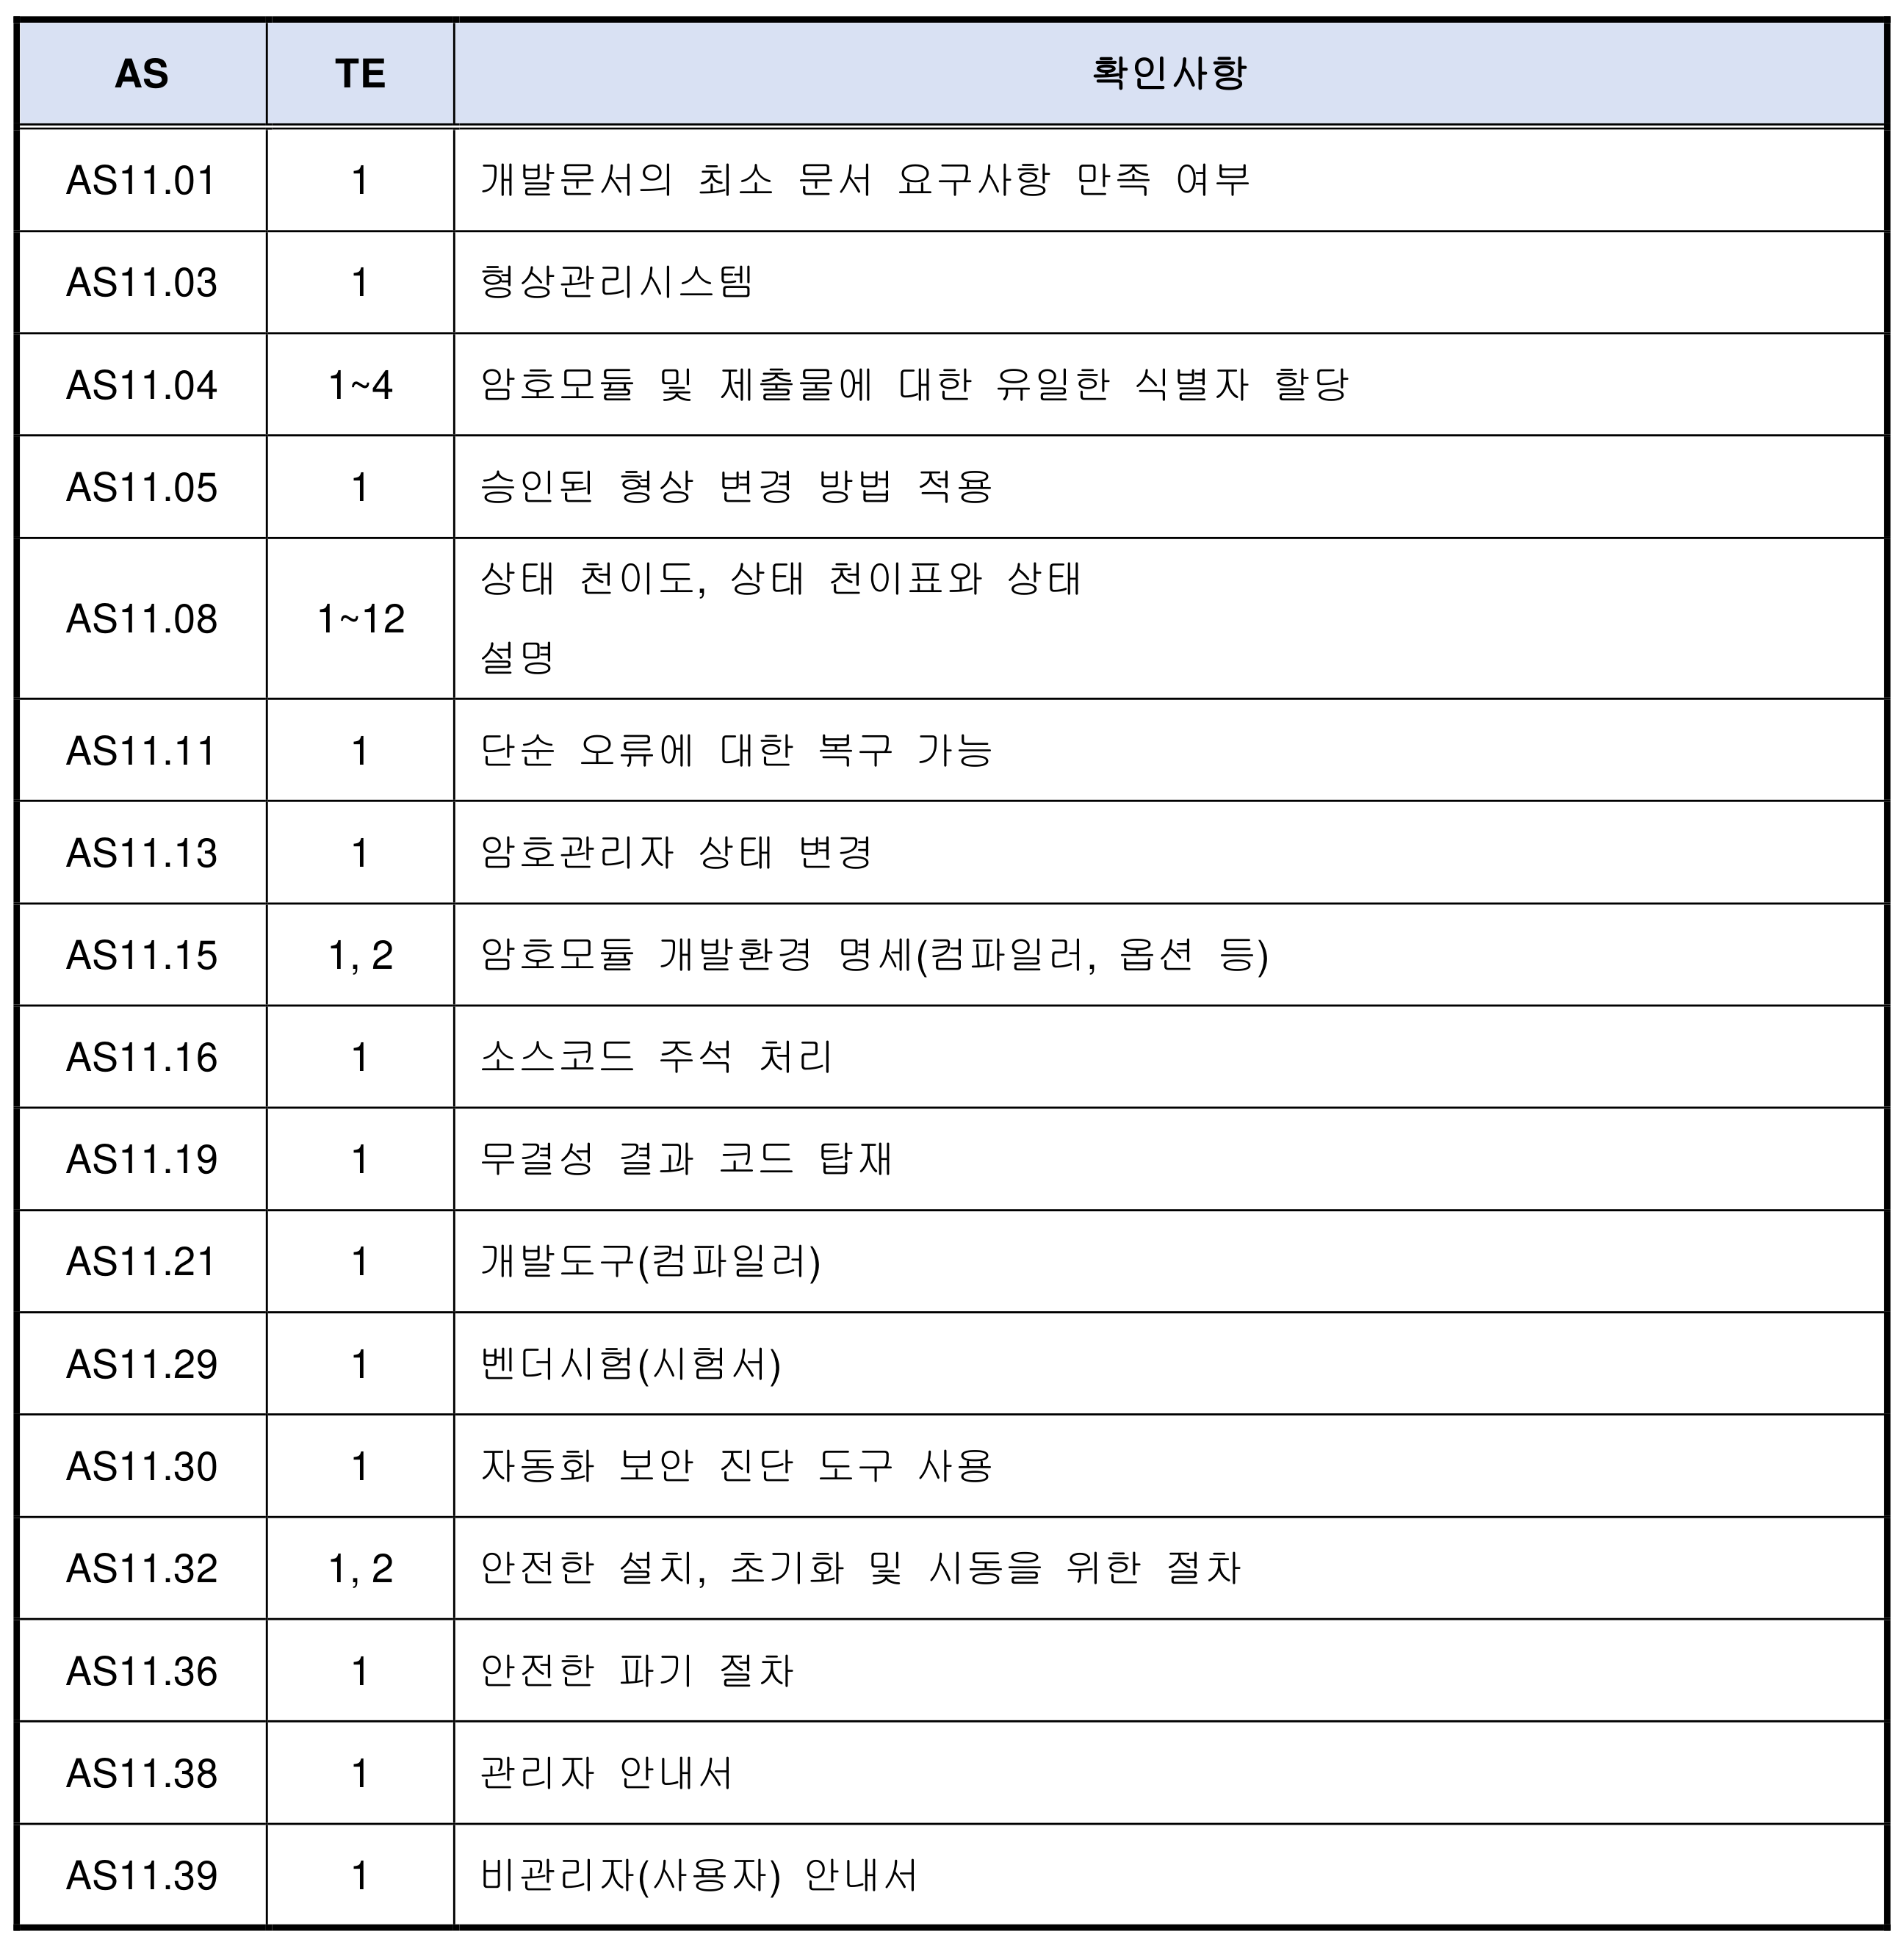 AS TE 확인사항
AS11.01 1 개발문서의 최소 문서 요구사항 만족 여부
AS11.03 1 형상관리시스템
AS11.04 1~4 암호모듈 및 제출물에 대한 유일한 식별자 할당
AS11.05 1 승인된 형상 변경 방법 적용
AS11.08 1~12 상태 천이도, 상태 천이표와 상태
설명
AS11.11 1 단순 오류에 대한 복구 가능
AS11.13 1 암호관리자 상태 변경
AS11.15 1, 2 암호모듈 개발환경 명세(컴파일러, 옵션 등)
AS11.16 1 소스코드 주석 처리
AS11.19 1 무결성 결과 코드 탑재
AS11.21 1 개발도구(컴파일러)
AS11.29 1 벤더시험(시험서)
AS11.30 1 자동화 보안 진단 도구 사용
AS11.32 1, 2 안전한 설치, 초기화 및 시동을 위한 절차
AS11.36 1 안전한 파기 절차
AS11.38 1 관리자 안내서
AS11.39 1 비관리자(사용자) 안내서